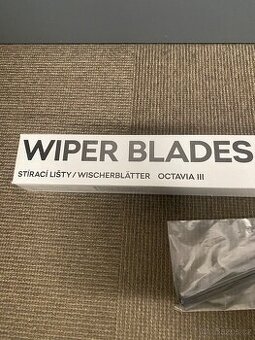 WIPER BLADES
STÍRACÍ LIŠTY / WISCHERBLÄTTER OCTAVIA III